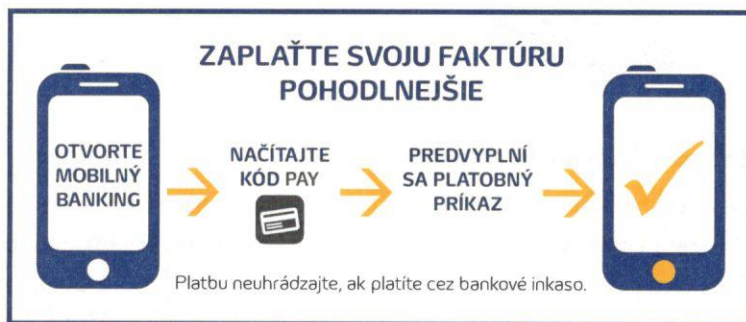 ZAPLAŤTE SVOJU FAKTÚRU
POHODLNEJŠIE
OTVORTE
MOBILNÝ
BANKING
NAČÍTAJTE
KÓD PAY
PREDVYPLNÍ
SA PLATOBNÝ
PRÍKAZ
Platbu neuhrádzajte, ak platíte cez bankové inkaso.